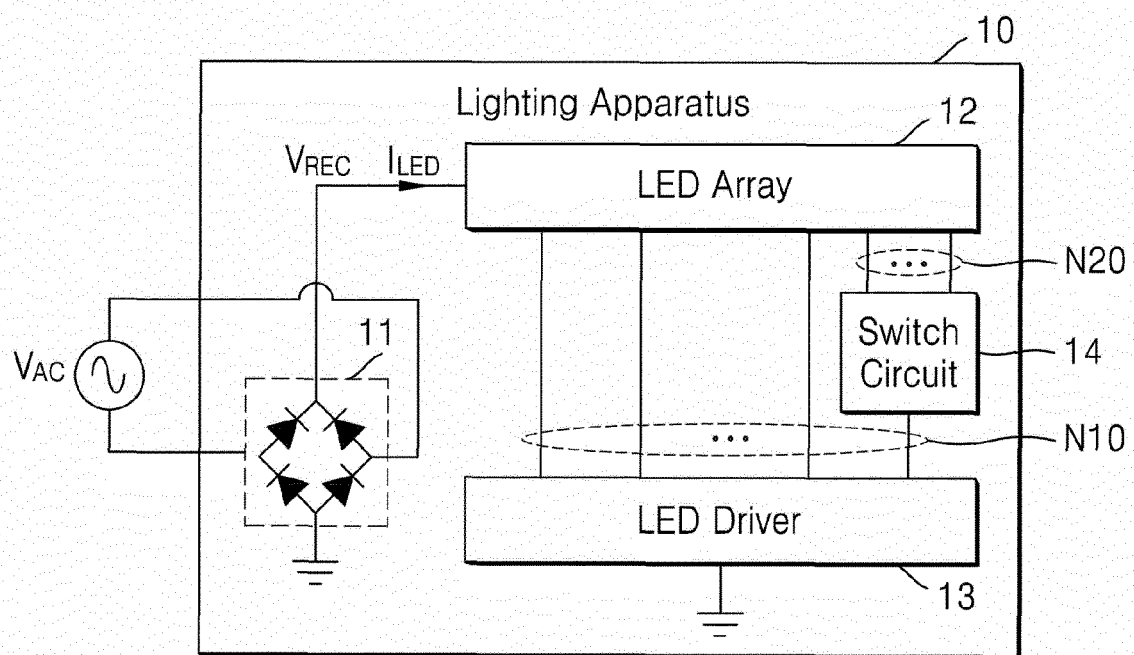 10
Lighting Apparatus
12
VREC ILED
LED Array
N20
11
Switch
Circuit
14
VAC
N10
LED Driver
13